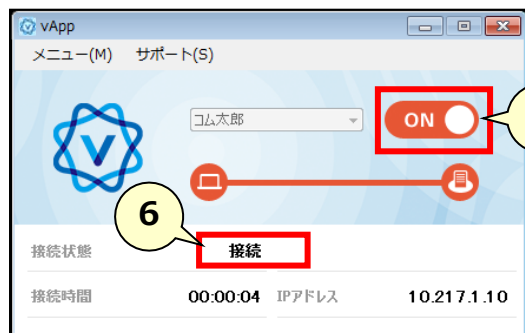 vApp
メニュー(M) サポート(S)
コム太郎
ON
V
6
接続状態 接続
接続時間 00:00:04 IPアドレス 10.217.1.10